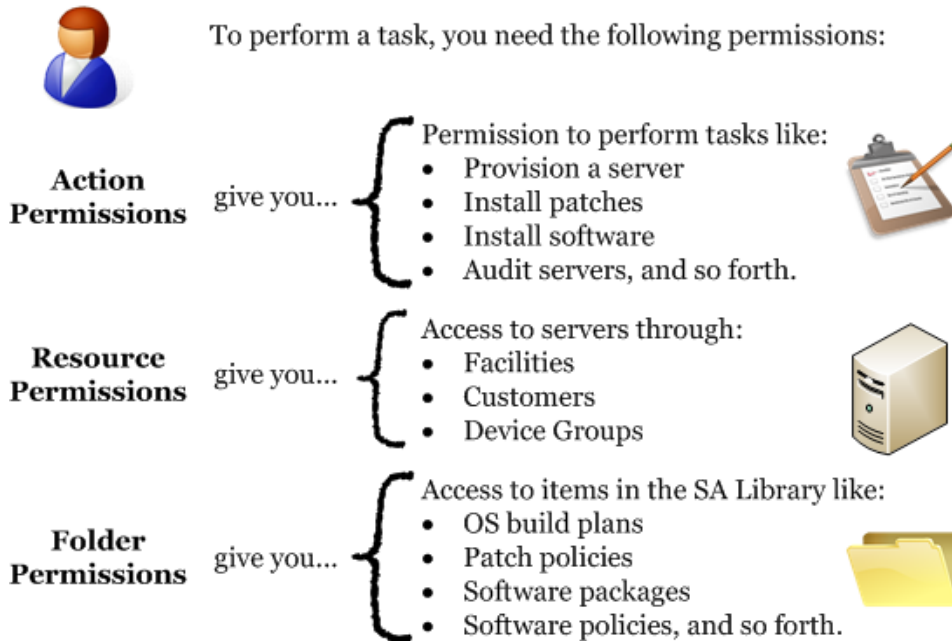 To perform a task, you need the following permissions:
Action
Permissions
give you...
Permission to perform tasks like:
• Provision a server
• Install patches
• Install software
• Audit servers, and so forth.
Resource
Permissions
give you...
Access to servers through:
• Facilities
• Customers
• Device Groups
Folder
Permissions
give you...
Access to items in the SA Library like:
• OS build plans
• Patch policies
• Software packages
• Software policies, and so forth.